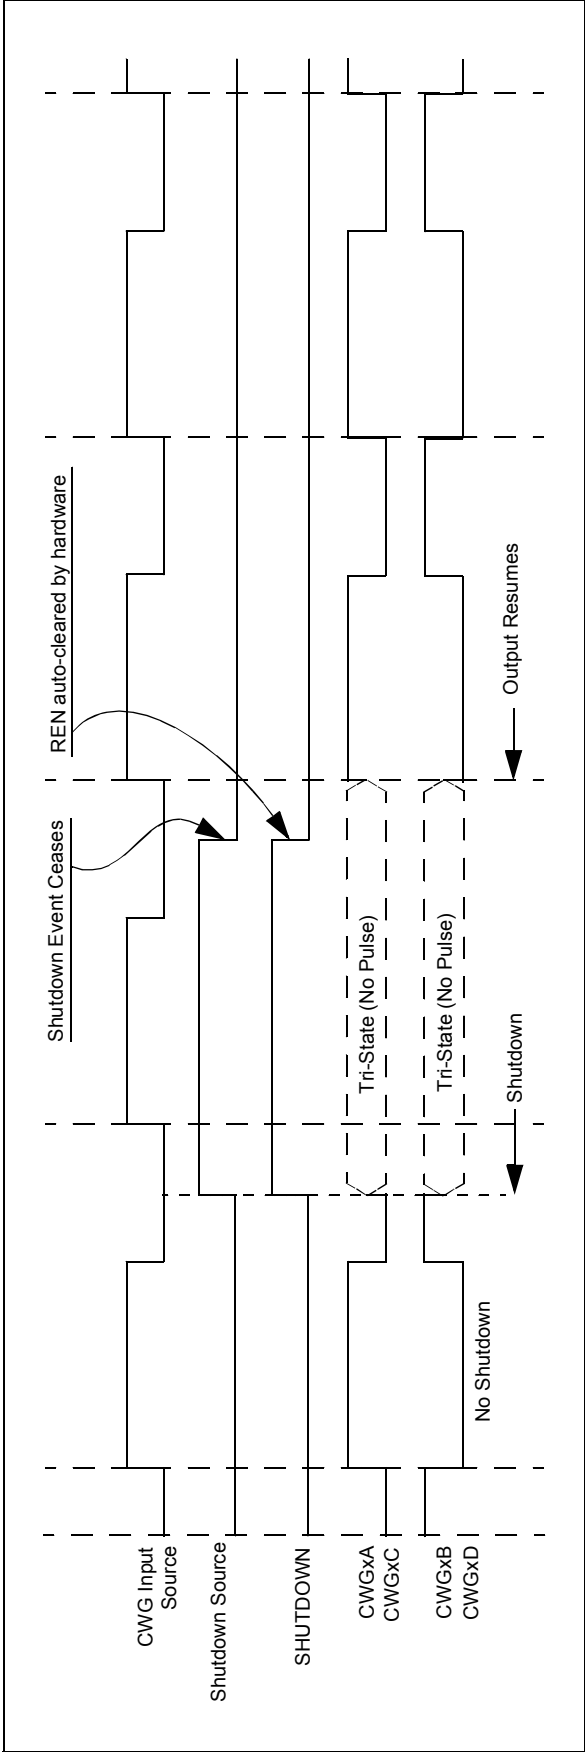 Shutdown Event Ceases
REN auto-cleared by hardware
CWG Input
Source
Shutdown Source
SHUTDOWN
CWGxA
CWGxC
Tri-State (No Pulse)
CWGxB
CWGxD
Tri-State (No Pulse)
No Shutdown
Shutdown
Output Resumes